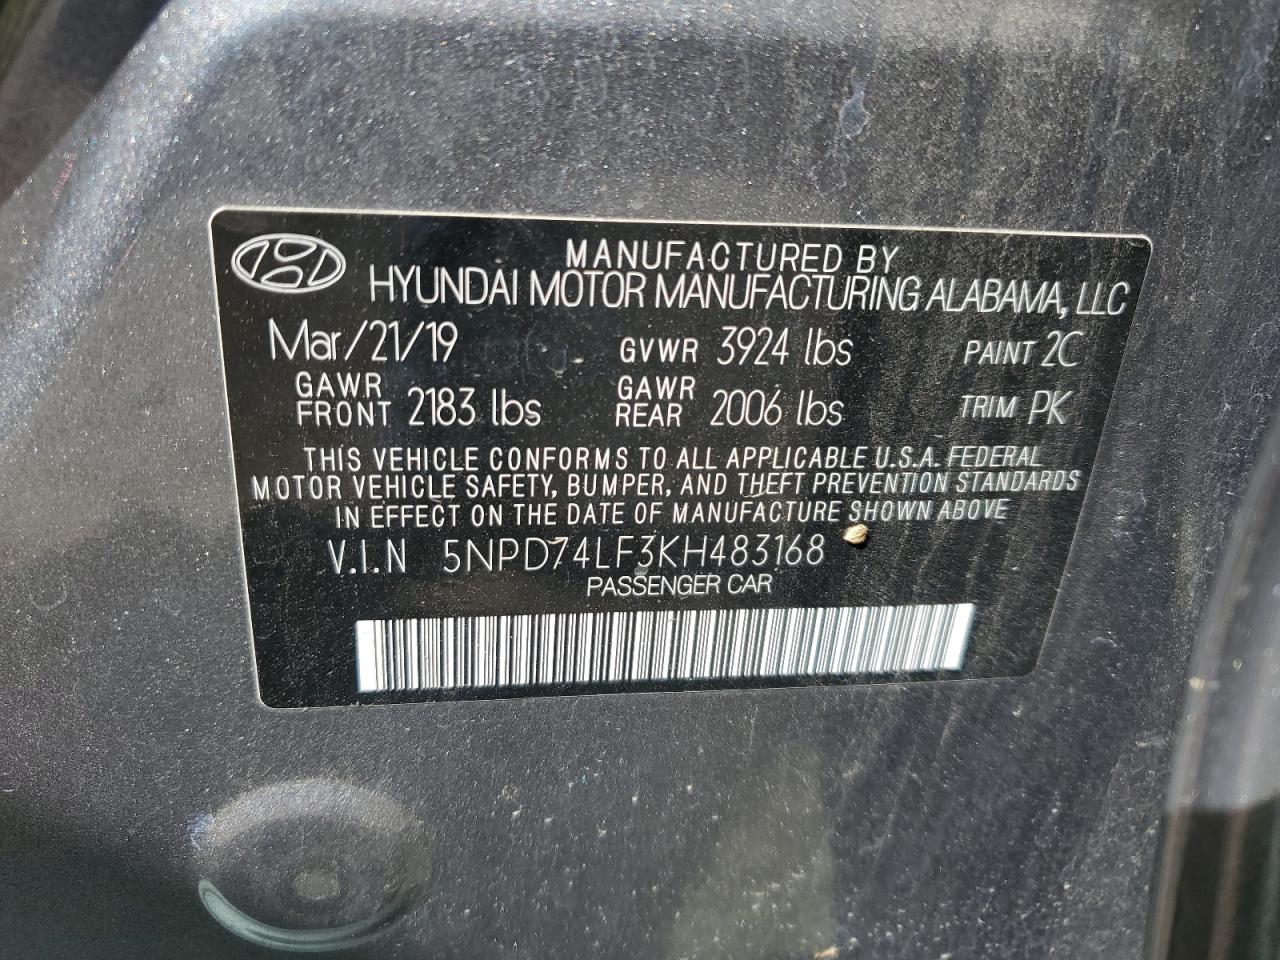 MANUFACTURED BY
HYUNDAI MOTOR MANUFACTURING ALABAMA, LLC
Mar/21/19 GVWR 3924 lbs PAINT 2C
GAWR FRONT 2183 lbs GAWR REAR 2006 lbs TRIM PK
THIS VEHICLE CONFORMS TO ALL APPLICABLE U.S.A. FEDERAL
MOTOR VEHICLE SAFETY, BUMPER, AND THEFT PREVENTION STANDARDS
IN EFFECT ON THE DATE OF MANUFACTURE SHOWN ABOVE
V.I.N 5NPD74LF3KH483168
PASSENGER CAR